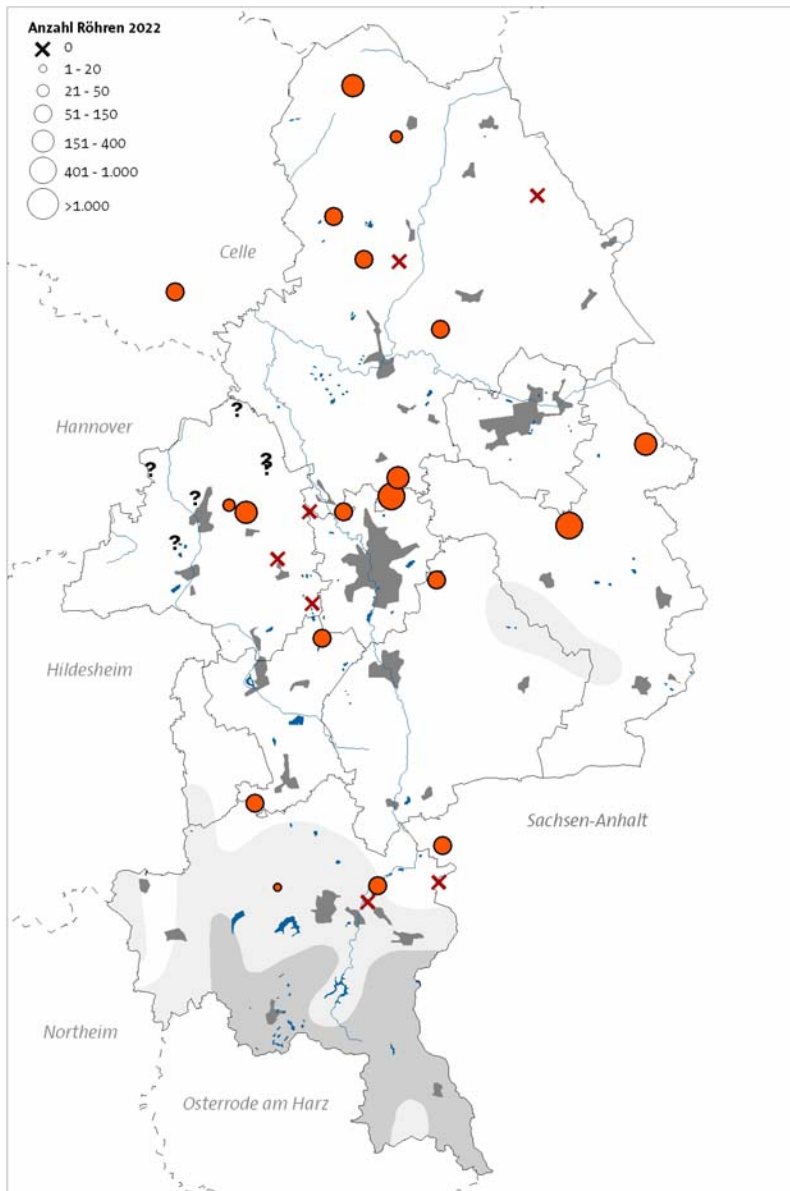 Anzahl Röhren 2022
0
1 - 20
21 - 50
51 - 150
151 - 400
401 - 1.000
>1.000
Celle
Hannover
?
?
?
?
?
?
Hildesheim
Sachsen-Anhalt
Northeim
Osterrode am Harz